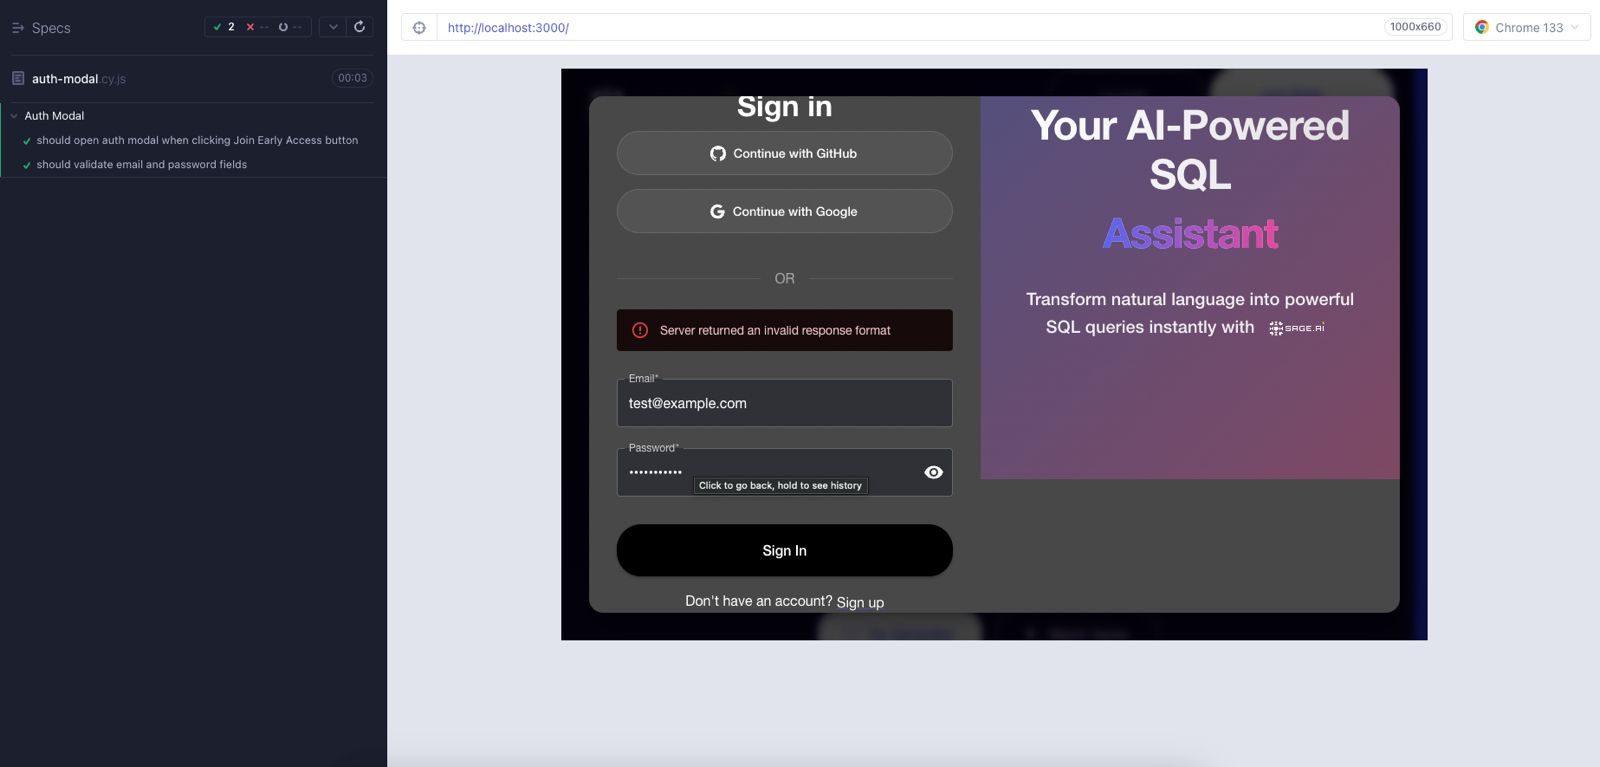 Specs
2
--
--
auth-modal.cy.js
00:03
Auth Modal
should open auth modal when clicking Join Early Access button
should validate email and password fields
http://localhost:3000/
1000x660
Chrome 133
Sign in
Continue with GitHub
Continue with Google
OR
Server returned an invalid response format
Email*
test@example.com
Password*
•••••••••••
Click to go back, hold to see history
Sign In
Don't have an account? Sign up
Your AI-Powered
SQL
Assistant
Transform natural language into powerful
SQL queries instantly with SAGE.AI